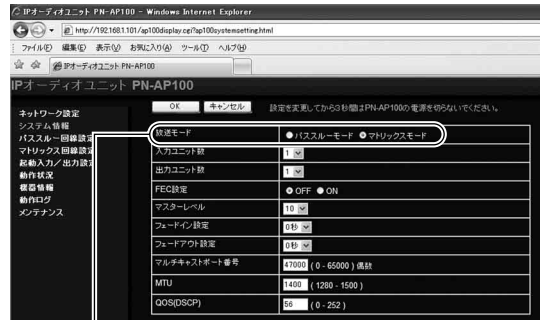 IPオーディオユニット PN-AP100 - Windows Internet Explorer
http://192.168.1.101/ap100display.cgi?ap100systemsetting.html
ファイル(F) 編集(E) 表示(V) お気に入り(A) ツール(T) ヘルプ(H)
IPオーディオユニット PN-AP100
IPオーディオユニット PN-AP100
OK キャンセル 設定を変更してから3秒間はPN-AP100の電源を切らないでください。
ネットワーク設定
システム情報
パススルー回線設定
マトリックス回線設定
起動入力/出力設定
動作状況
機器情報
動作ログ
メンテナンス
放送モード パススルーモード マトリックスモード
入力ユニット数 1
出力ユニット数 1
FEC設定 OFF ON
マスターレベル 10
フェードイン設定 0秒
フェードアウト設定 0秒
マルチキャストポート番号 47000 ( 0 - 65000 ) 偶数
MTU 1400 ( 1280 - 1500 )
QOS(DSCP) 56 ( 0 - 252 )